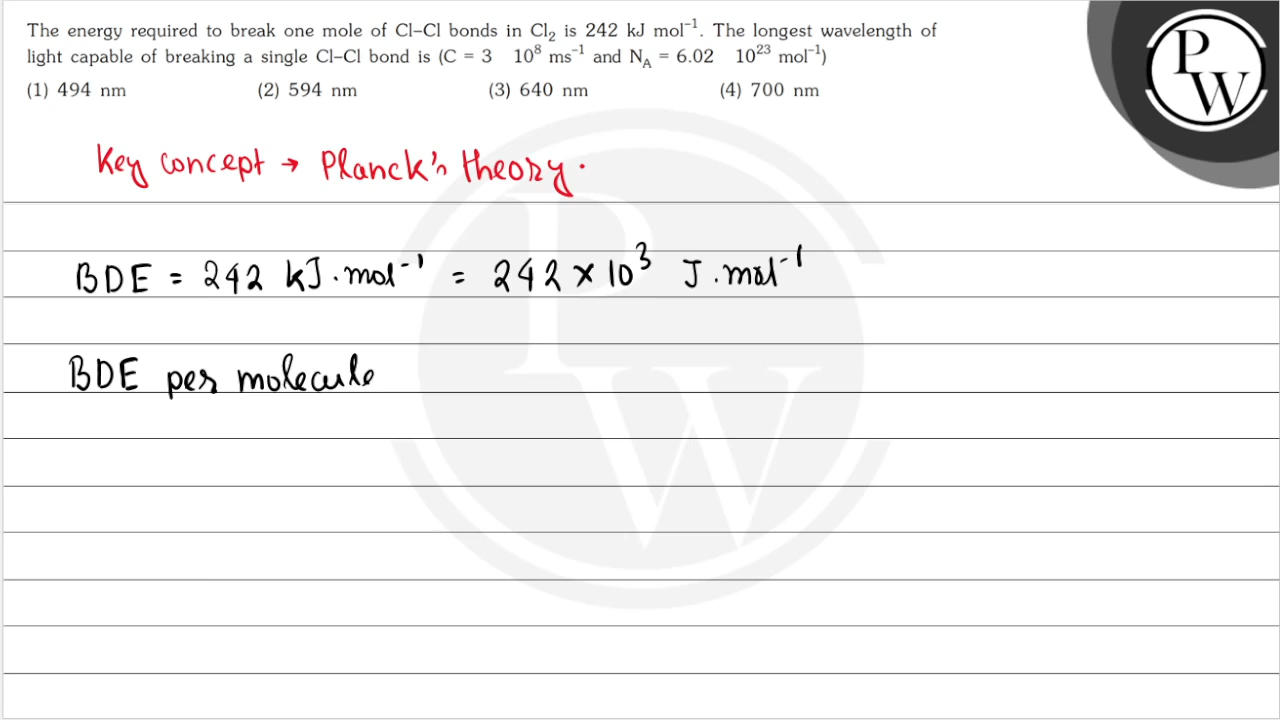 The energy required to break one mole of Cl–Cl bonds in Cl₂ is 242 kJ mol⁻¹. The longest wavelength of
light capable of breaking a single Cl–Cl bond is (C = 3 10⁸ ms⁻¹ and N_A = 6.02 10²³ mol⁻¹)
(1) 494 nm (2) 594 nm (3) 640 nm (4) 700 nm
P
W
Key concept → Planck's theory.
BDE = 242 kJ.mol⁻¹ = 242 × 10³ J.mol⁻¹
BDE per molecule
P
W